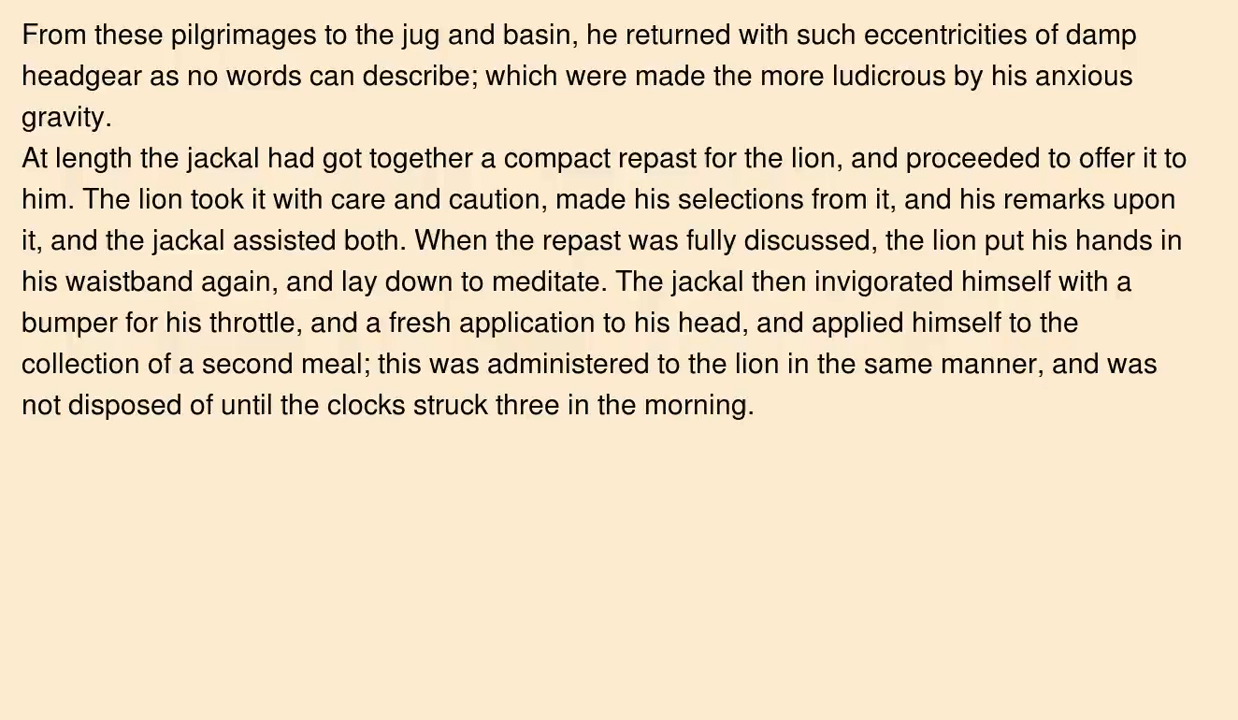 From these pilgrimages to the jug and basin, he returned with such eccentricities of damp
headgear as no words can describe; which were made the more ludicrous by his anxious
gravity.
At length the jackal had got together a compact repast for the lion, and proceeded to offer it to
him. The lion took it with care and caution, made his selections from it, and his remarks upon
it, and the jackal assisted both. When the repast was fully discussed, the lion put his hands in
his waistband again, and lay down to meditate. The jackal then invigorated himself with a
bumper for his throttle, and a fresh application to his head, and applied himself to the
collection of a second meal; this was administered to the lion in the same manner, and was
not disposed of until the clocks struck three in the morning.